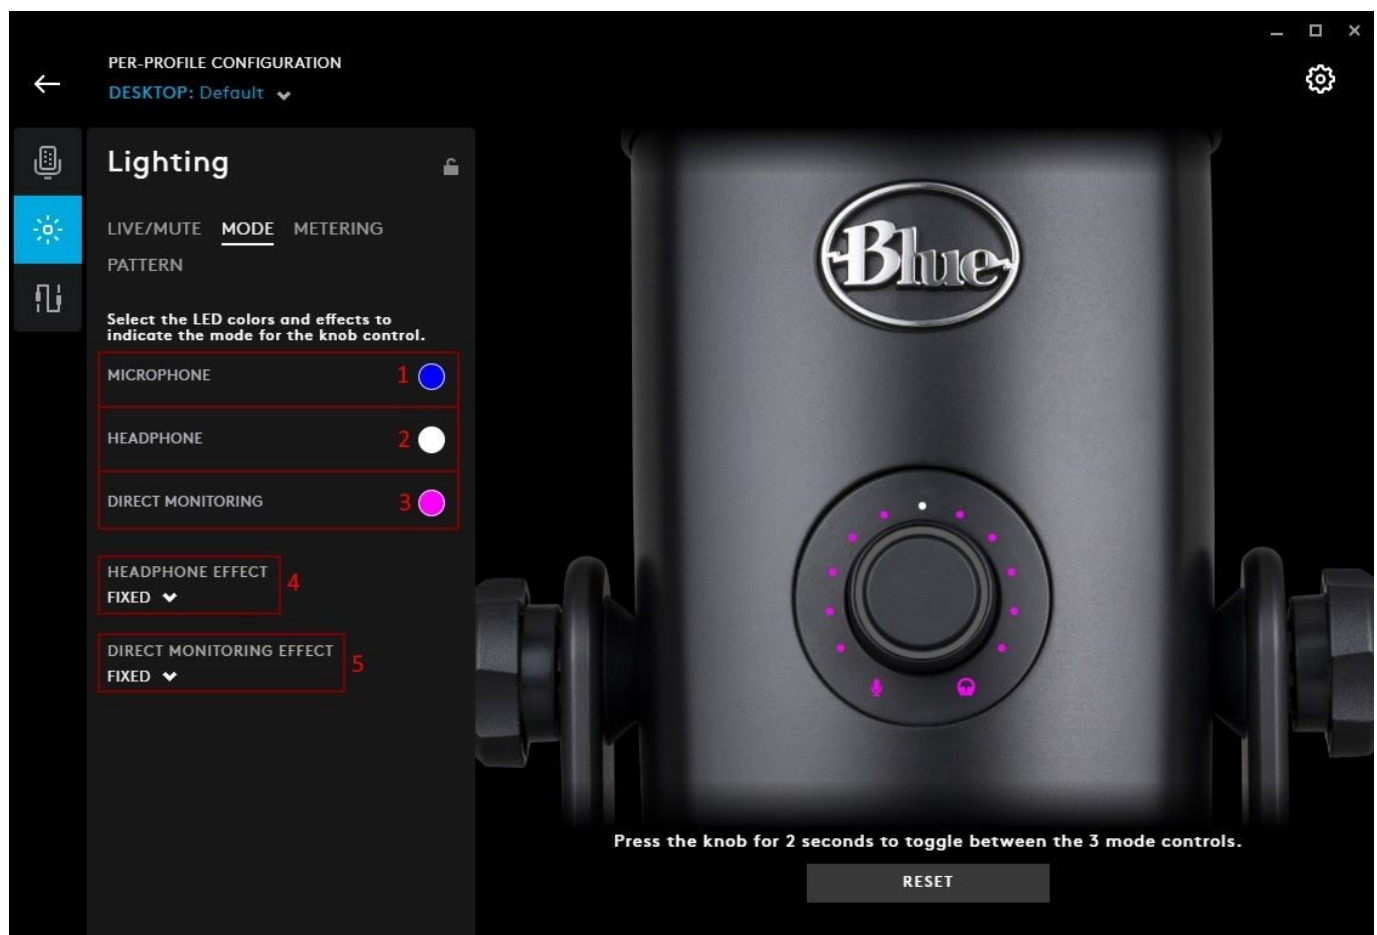 PER-PROFILE CONFIGURATION
DESKTOP: Default
Lighting
LIVE/MUTE MODE METERING
PATTERN
Select the LED colors and effects to
indicate the mode for the knob control.
MICROPHONE 1
HEADPHONE 2
DIRECT MONITORING 3
HEADPHONE EFFECT
FIXED
4
DIRECT MONITORING EFFECT
FIXED
5
Blue
Press the knob for 2 seconds to toggle between the 3 mode controls.
RESET